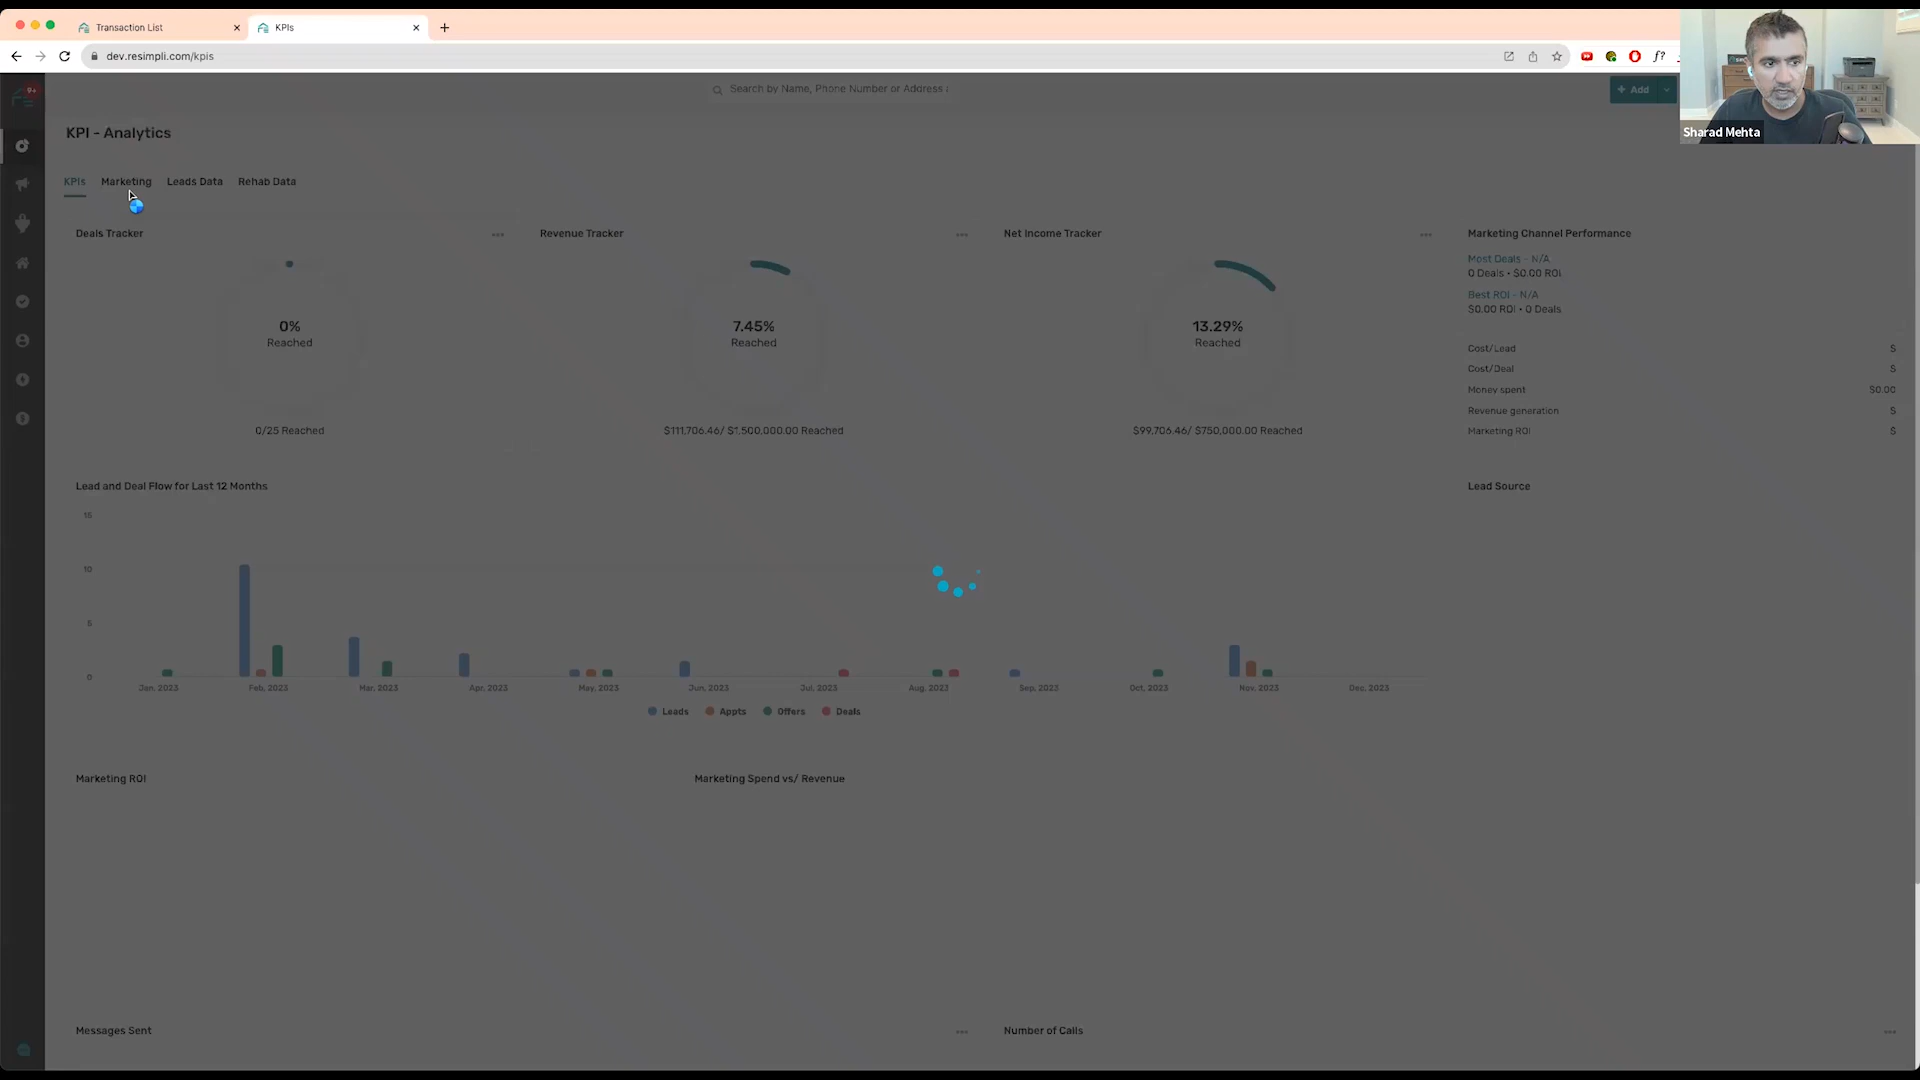 Transaction List
KPIs
dev.resimpli.com/kpis
f?
9+
Search by Name, Phone Number or Address a
+ Add
Sharad Mehta
KPI - Analytics
KPIs
Marketing
Leads Data
Rehab Data
Deals Tracker
0%
Reached
0/25 Reached
Revenue Tracker
7.45%
Reached
$111,706.46/ $1,500,000.00 Reached
Net Income Tracker
13.29%
Reached
$99,706.46/ $750,000.00 Reached
Marketing Channel Performance
Most Deals - N/A
0 Deals • $0.00 ROI
Best ROI - N/A
$0.00 ROI • 0 Deals
Cost/Lead $
Cost/Deal $
Money spent $0.00
Revenue generation $
Marketing ROI $
Lead and Deal Flow for Last 12 Months
15
10
5
0
Jan, 2023 Feb, 2023 Mar, 2023 Apr, 2023 May, 2023 Jun, 2023 Jul, 2023 Aug, 2023 Sep, 2023 Oct, 2023 Nov, 2023 Dec, 2023
Leads Appts Offers Deals
Lead Source
Marketing ROI
Marketing Spend vs/ Revenue
Messages Sent
Number of Calls